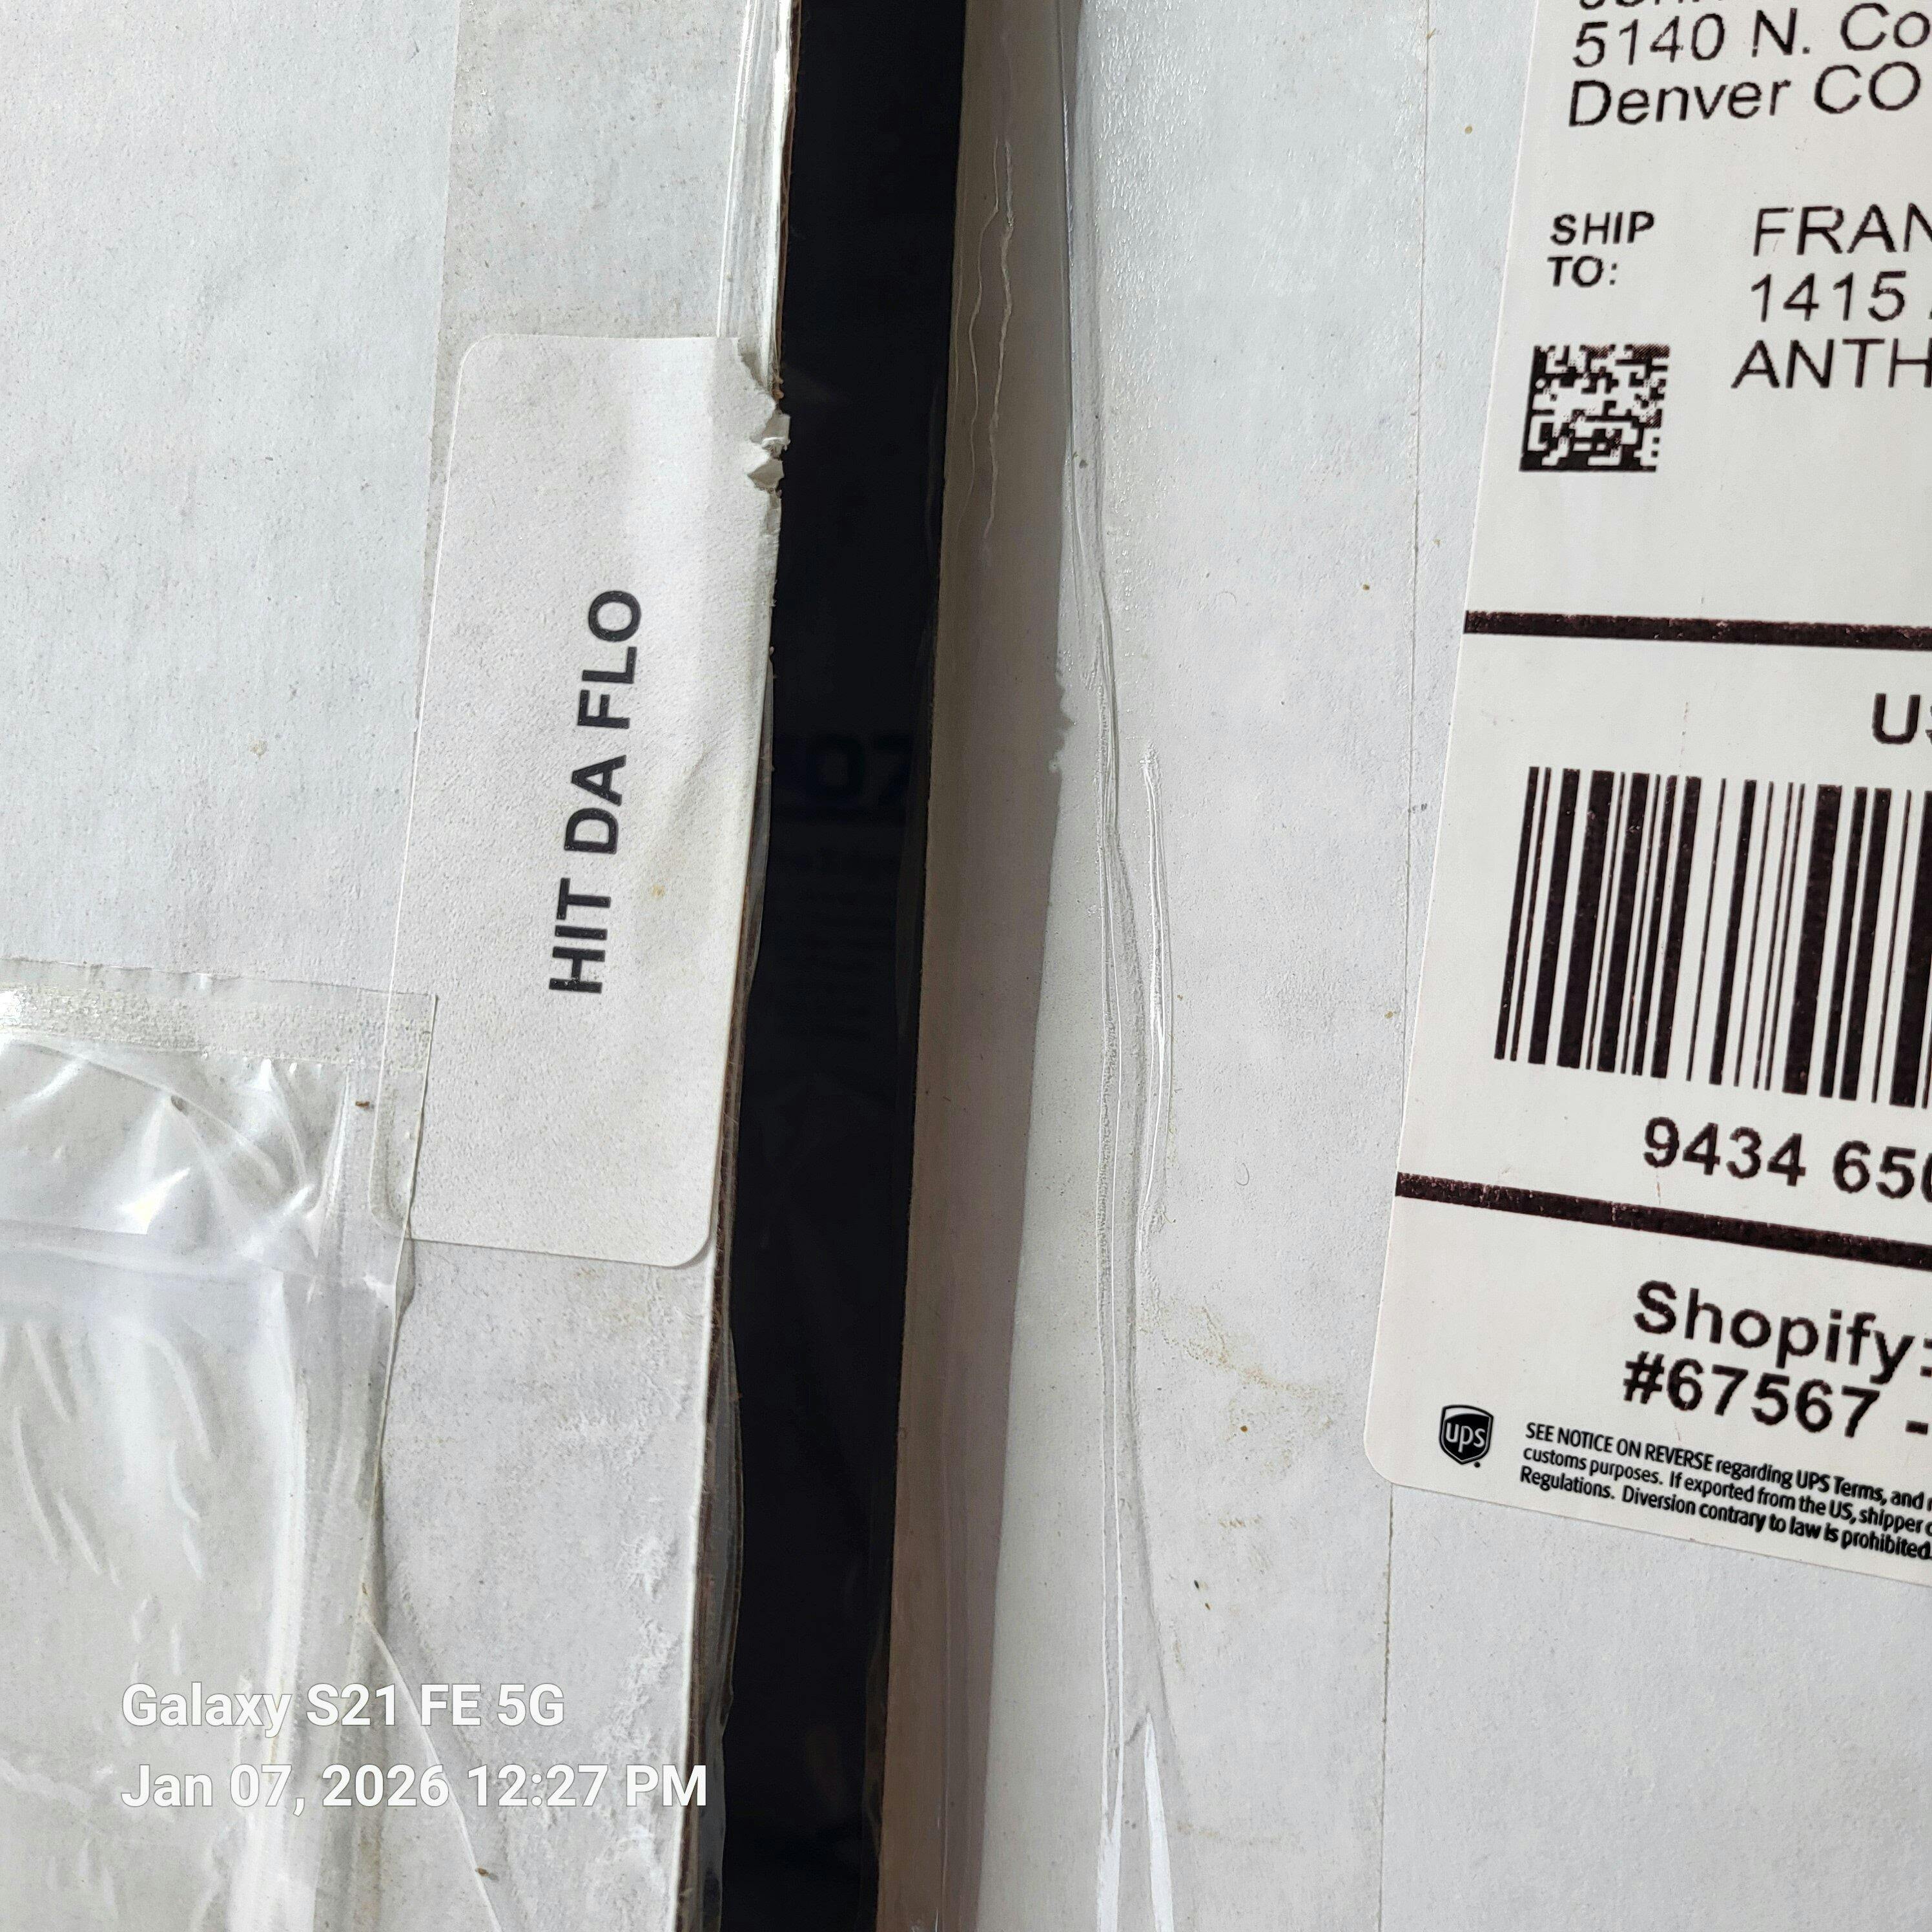 5140 N. Co
Denver CO
SHIP
TO:
FRAN
1415
ANTH
HIT DA FLO
9434 650
Shopify:
#67567 -
ups
SEE NOTICE ON REVERSE regarding UPS Terms, and
customs purposes. If exported from the US, shipper
Regulations. Diversion contrary to law is prohibited.
Galaxy S21 FE 5G
Jan 07, 2026 12:27 PM